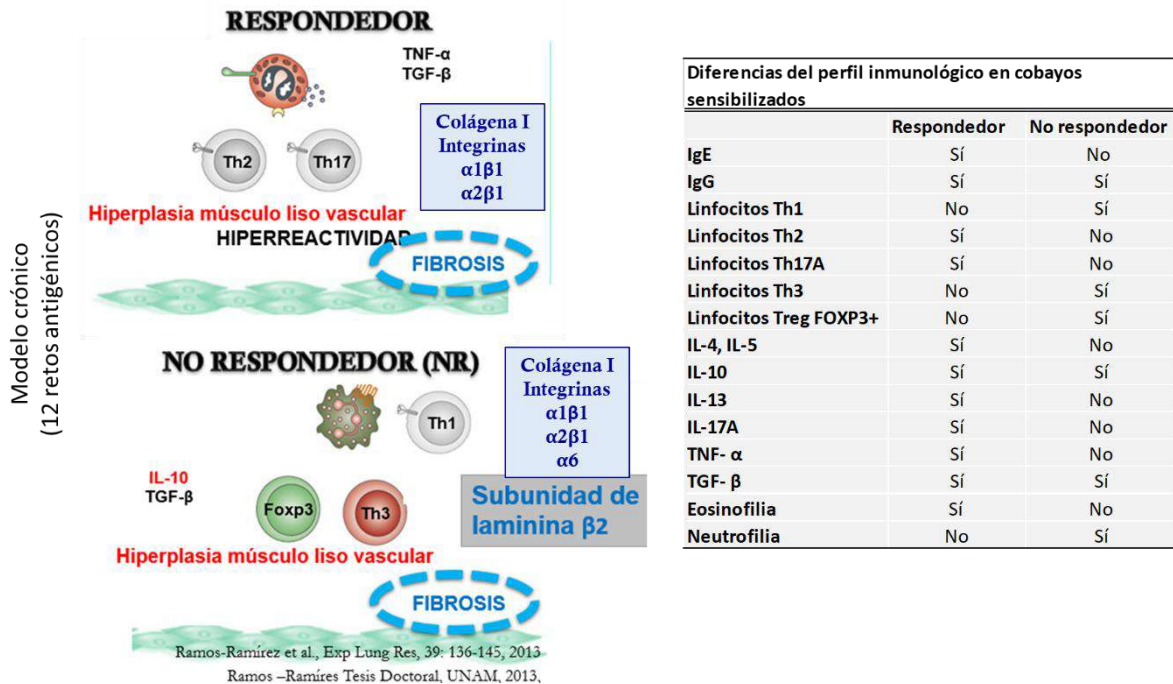 Modelo crónico
(12 retos antigénicos)
RESPONDEDOR
TNF-α
TGF-β
Th2
Th17
Colágena I
Integrinas
α1β1
α2β1
Hiperplasia músculo liso vascular
HIPERREACTIVIDAD
FIBROSIS
NO RESPONDEDOR (NR)
Colágena I
Integrinas
α1β1
α2β1
α6
Th1
IL-10
TGF-β
Foxp3
Th3
Subunidad de
laminina β2
Hiperplasia músculo liso vascular
FIBROSIS
Ramos-Ramírez et al., Exp Lung Res, 39: 136-145, 2013
Ramos –Ramíres Tesis Doctoral, UNAM, 2013,
Diferencias del perfil inmunológico en cobayos
sensibilizados
Respondedor No respondedor
IgE Sí No
IgG Sí Sí
Linfocitos Th1 No Sí
Linfocitos Th2 Sí No
Linfocitos Th17A Sí No
Linfocitos Th3 No Sí
Linfocitos Treg FOXP3+ No Sí
IL-4, IL-5 Sí No
IL-10 Sí Sí
IL-13 Sí No
IL-17A Sí No
TNF- α Sí No
TGF- β Sí Sí
Eosinofilia Sí No
Neutrofilia No Sí